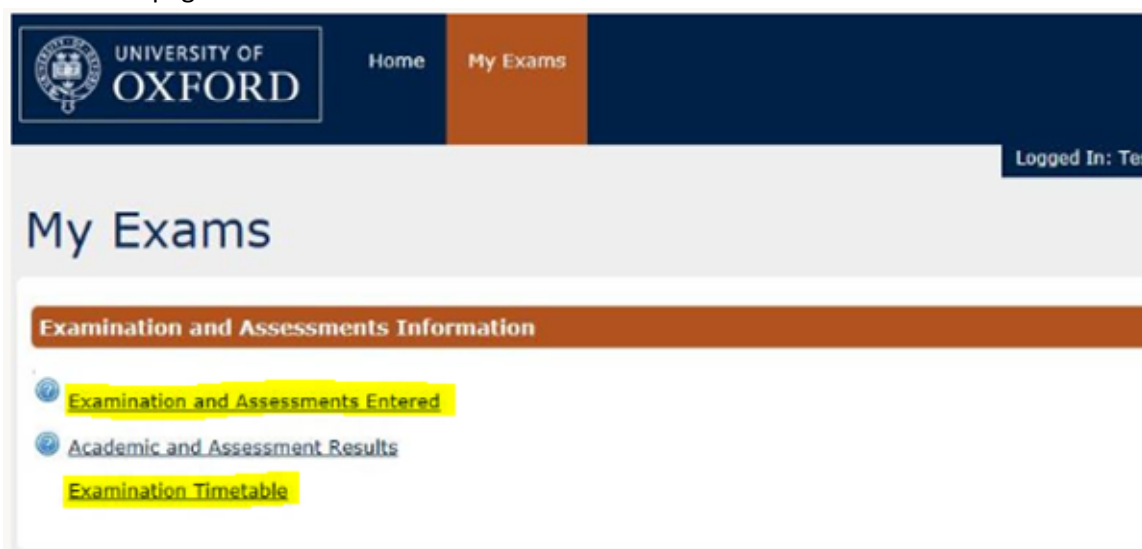 UNIVERSITY OF
OXFORD
Home
My Exams
Logged In:
My Exams
Examination and Assessments Information
Examination and Assessments Entered
Academic and Assessment Results
Examination Timetable